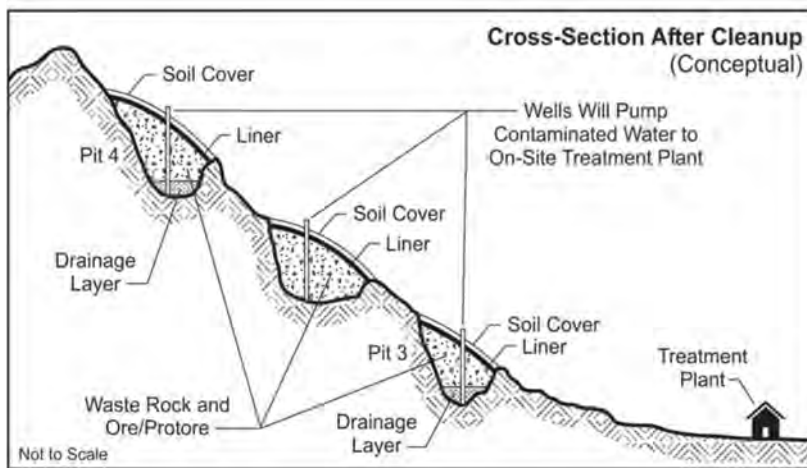 Cross-Section After Cleanup
(Conceptual)
Soil Cover
Wells Will Pump
Contaminated Water to
On-Site Treatment Plant
Liner
Pit 4
Soil Cover
Liner
Drainage
Layer
Soil Cover
Pit 3
Liner
Treatment
Plant
Waste Rock and
Ore/Protore
Drainage
Layer
Not to Scale